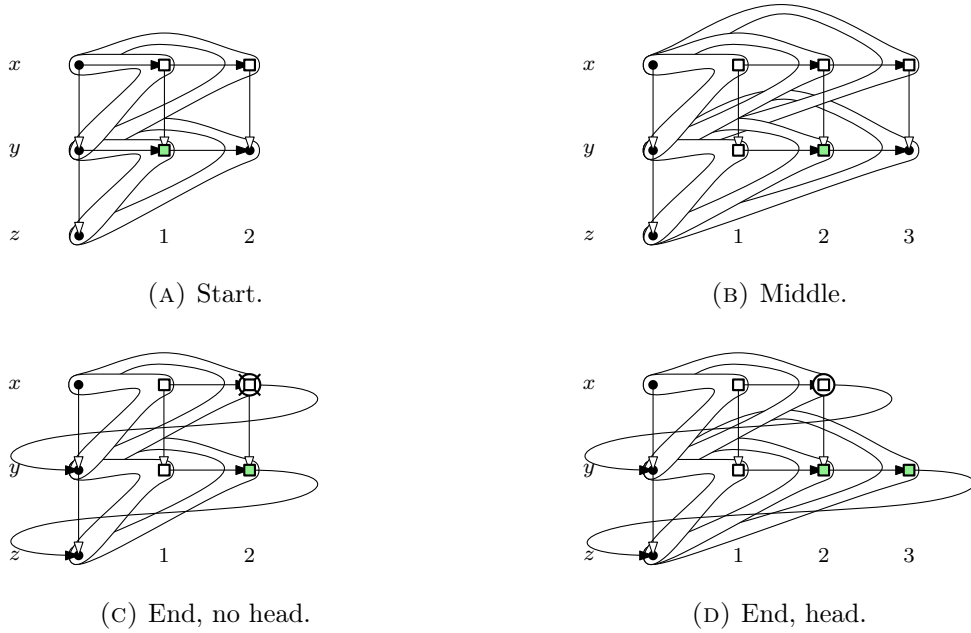 x x
y y
z 1 2 z 1 2 3
(A) Start. (B) Middle.
x x
y y
z 1 2 z 1 2 3
(C) End, no head. (D) End, head.